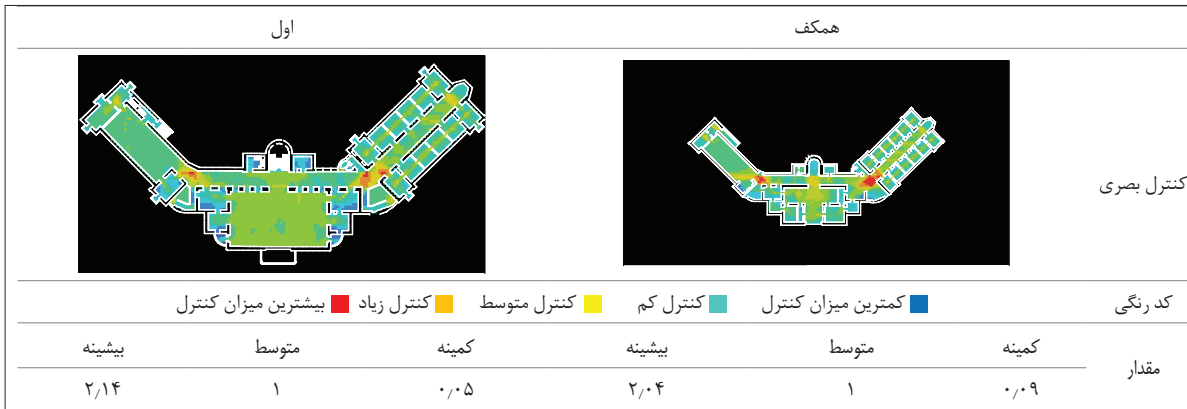 همکف اول
کنترل بصری
کد رنگی کمترین میزان کنترل کنترل کم کنترل متوسط کنترل زیاد بیشترین میزان کنترل
مقدار کمینه متوسط بیشینه کمینه متوسط بیشینه
۰٫۰۹ ۱ ۲٫۰۴ ۰٫۰۵ ۱ ۲٫۱۴